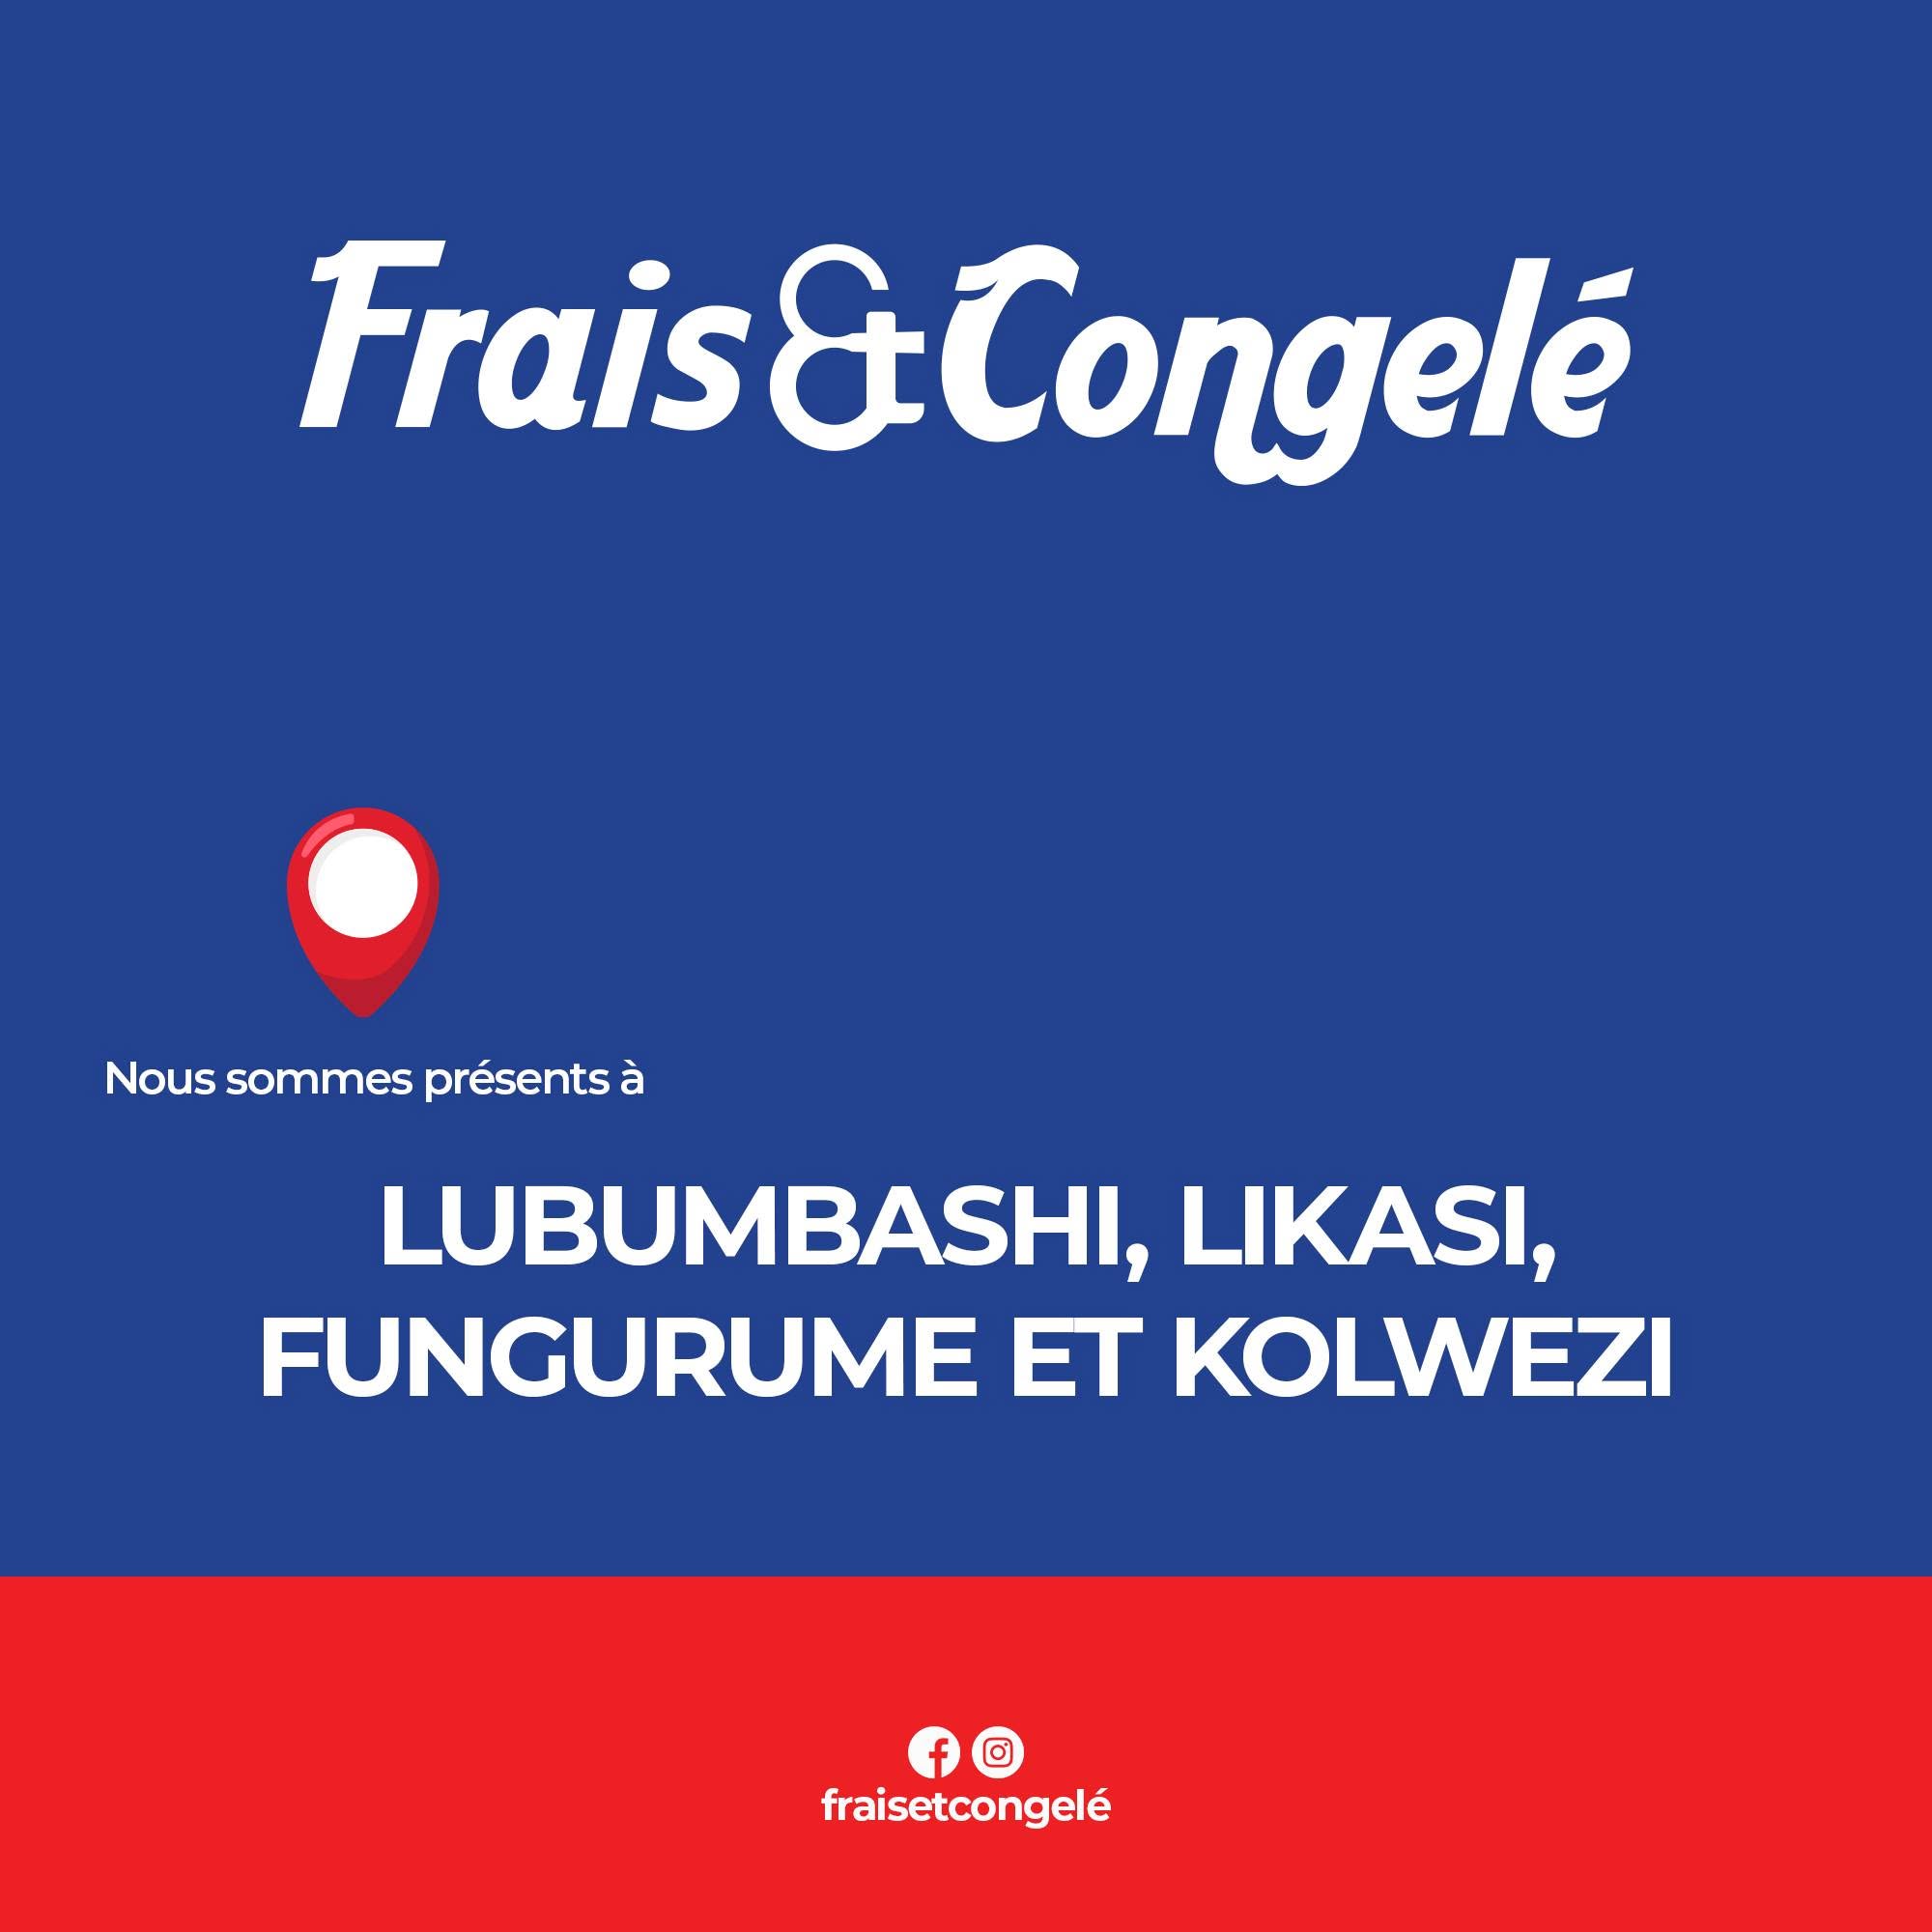 Frais & Congelé
Nous sommes présents à
LUBUMBASHI, LIKASI,
FUNGURUME ET KOLWEZI
fraisetcongelé